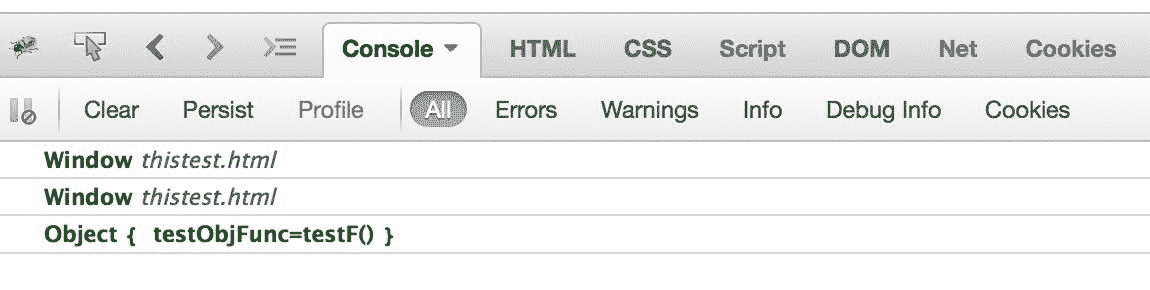 Console HTML CSS Script DOM Net Cookies
Clear Persist Profile All Errors Warnings Info Debug Info Cookies
Window thistest.html
Window thistest.html
Object { testObjFunc=testF() }